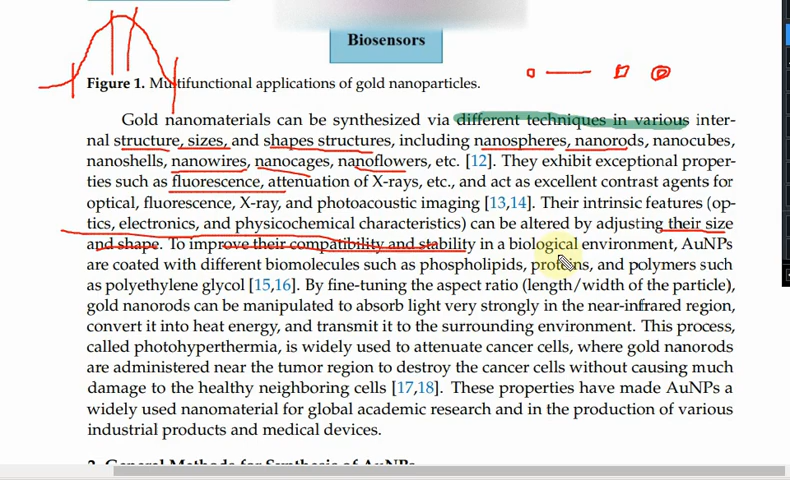 Biosensors
Figure 1. Multifunctional applications of gold nanoparticles.
Gold nanomaterials can be synthesized via different techniques in various inter-
nal structure, sizes, and shapes structures, including nanospheres, nanorods, nanocubes,
nanoshells, nanowires, nanocages, nanoflowers, etc. [12]. They exhibit exceptional proper-
ties such as fluorescence, attenuation of X-rays, etc., and act as excellent contrast agents for
optical, fluorescence, X-ray, and photoacoustic imaging [13,14]. Their intrinsic features (op-
tics, electronics, and physiochemical characteristics) can be altered by adjusting their size
and shape. To improve their compatibility and stability in a biological environment, AuNPs
are coated with different biomolecules such as phospholipids, proteins, and polymers such
as polyethylene glycol [15,16]. By fine-tuning the aspect ratio (length/width of the particle),
gold nanorods can be manipulated to absorb light very strongly in the near-infrared region,
convert it into heat energy, and transmit it to the surrounding environment. This process,
called photohyperthermia, is widely used to attenuate cancer cells, where gold nanorods
are administered near the tumor region to destroy the cancer cells without causing much
damage to the healthy neighboring cells [17,18]. These properties have made AuNPs a
widely used nanomaterial for global academic research and in the production of various
industrial products and medical devices.
2. General Methods for Synthesis of AuNPs